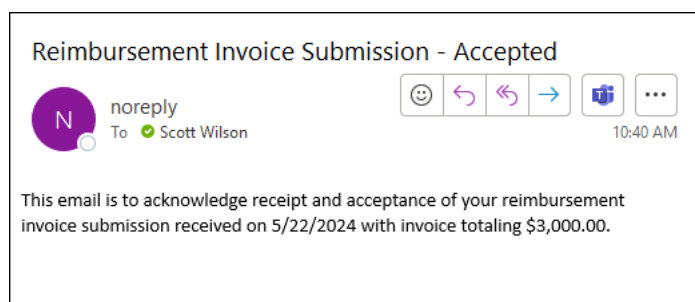 Reimbursement Invoice Submission - Accepted
N
noreply
To Scott Wilson
10:40 AM
This email is to acknowledge receipt and acceptance of your reimbursement
invoice submission received on 5/22/2024 with invoice totaling $3,000.00.